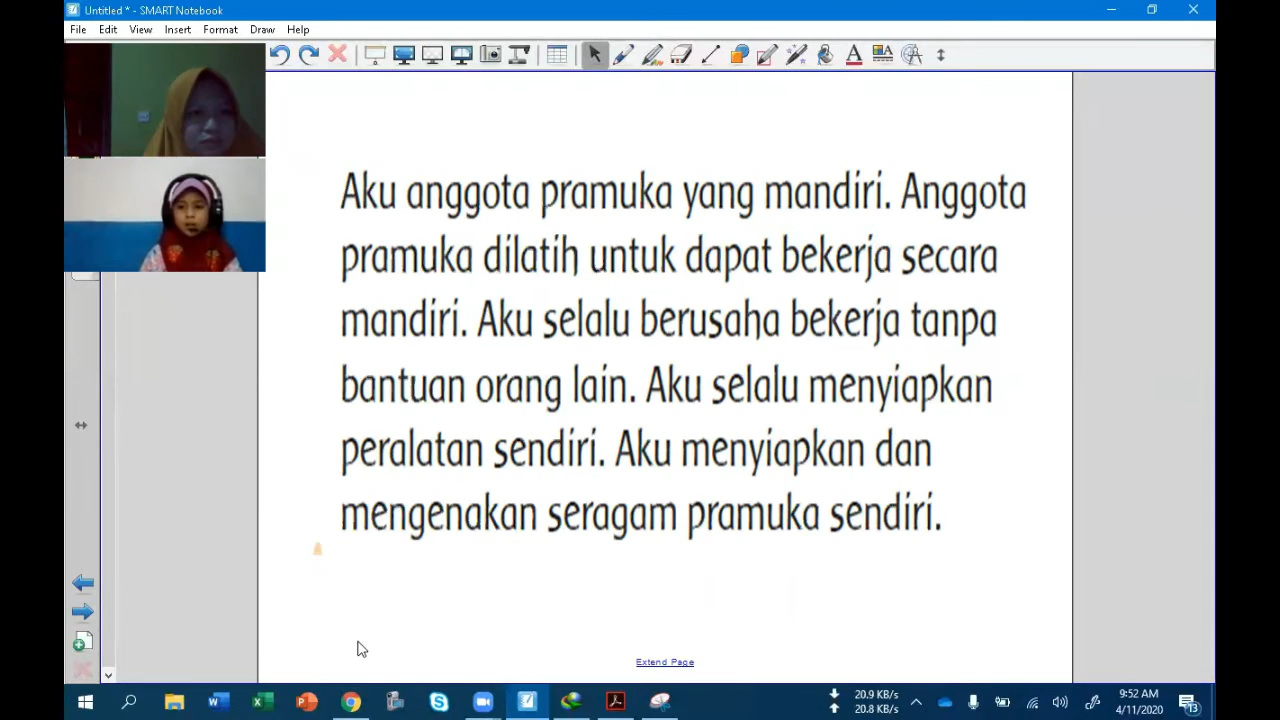 Untitled * - SMART Notebook
File Edit View Insert Format Draw Help
Aku anggota pramuka yang mandiri. Anggota
pramuka dilatih untuk dapat bekerja secara
mandiri. Aku selalu berusaha bekerja tanpa
bantuan orang lain. Aku selalu menyiapkan
peralatan sendiri. Aku menyiapkan dan
mengenakan seragam pramuka sendiri.
Extend Page
20.9 KB/s
20.8 KB/s
9:52 AM
4/11/2020
13